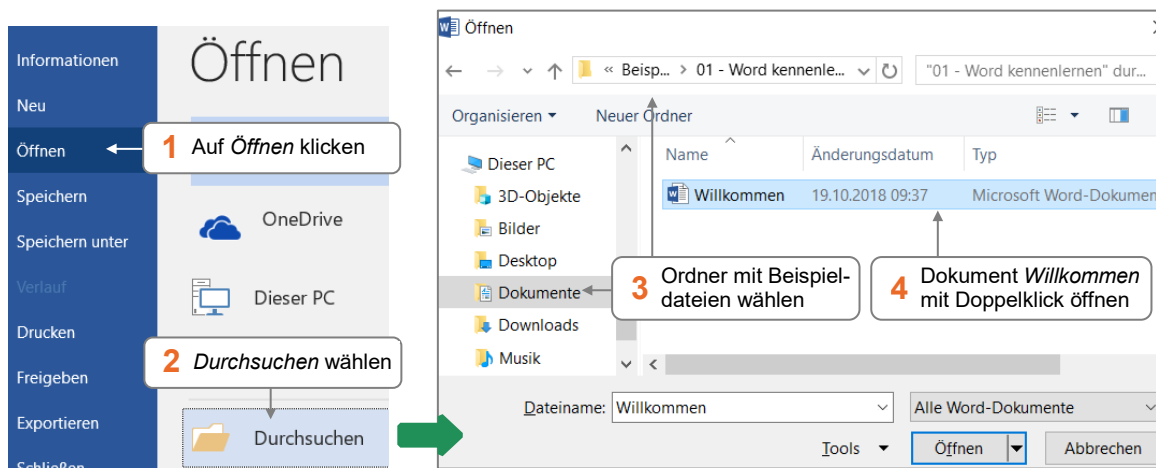 Informationen
Neu
Öffnen
Speichern
Speichern unter
Verlauf
Drucken
Freigeben
Exportieren
Schließen
Öffnen
1 Auf Öffnen klicken
OneDrive
Dieser PC
2 Durchsuchen wählen
Durchsuchen
Öffnen
« Beisp... > 01 - Word kennenle...
"01 - Word kennenlernen" dur...
Organisieren
Neuer Ordner
Dieser PC
3D-Objekte
Bilder
Desktop
Dokumente
Downloads
Musik
Name Änderungsdatum Typ
Willkommen 19.10.2018 09:37 Microsoft Word-Dokumen
3 Ordner mit Beispiel-
dateien wählen
4 Dokument Willkommen
mit Doppelklick öffnen
Dateiname: Willkommen
Alle Word-Dokumente
Tools Öffnen Abbrechen